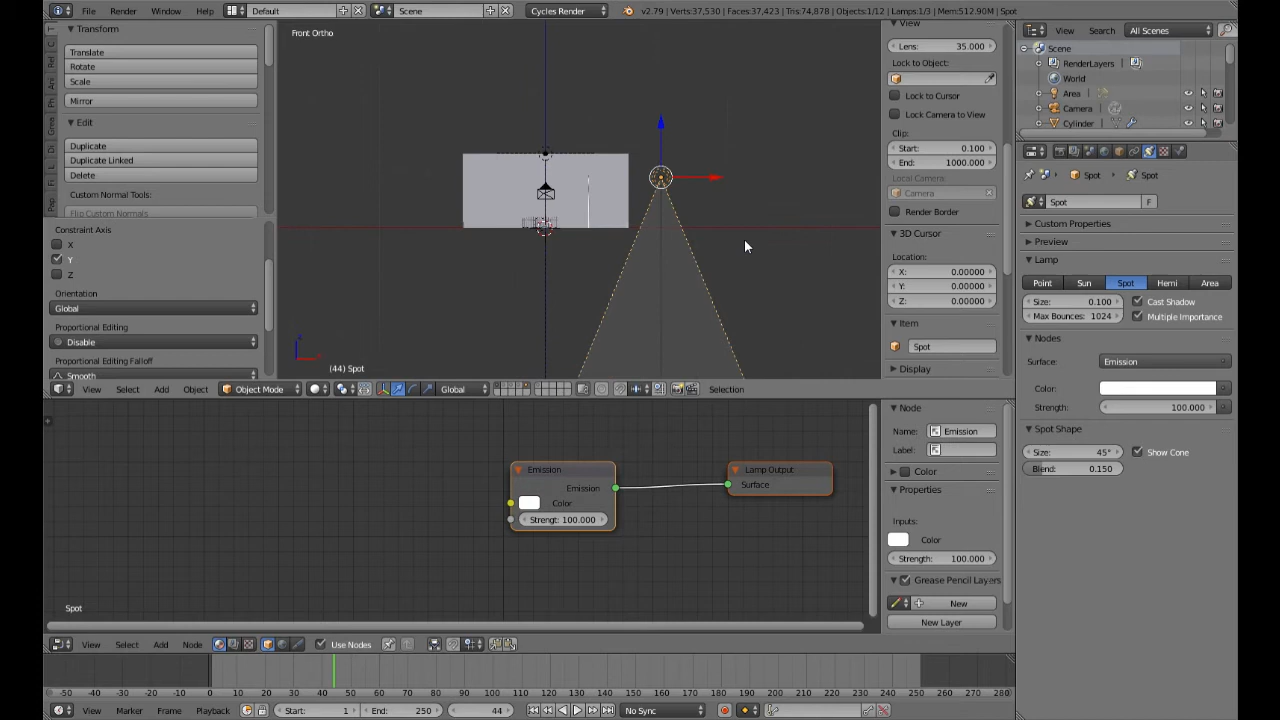 File Render Window Help Default Scene Cycles Render v2.79 | Verts:37,530 | Faces:37,423 | Tris:74,878 | Objects:1/12 | Lamps:1/3 | Mem:512.90M | Spot
Transform
Translate
Rotate
Scale
Mirror
Edit
Duplicate
Duplicate Linked
Delete
Custom Normal Tools:
Flip Custom Normals
Constraint Axis
X
Y
Z
Orientation
Global
Proportional Editing
Disable
Proportional Editing Falloff
Smooth
Front Ortho
(44) Spot
View
Lens: 35.000
Lock to Object:
Lock to Cursor
Lock Camera to View
Clip:
Start: 0.100
End: 1000.000
Local Camera:
Camera
Render Border
3D Cursor
Location:
X: 0.00000
Y: 0.00000
Z: 0.00000
Item
Spot
Display
View Search All Scenes
Scene
RenderLayers
World
Area
Camera
Cylinder
Spot Spot
Spot F
Custom Properties
Preview
Lamp
Point Sun Spot Hemi Area
Size: 0.100 Cast Shadow
Max Bounces: 1024 Multiple Importance
Nodes
Surface: Emission
Color:
Strength: 100.000
Spot Shape
Size: 45° Show Cone
Blend: 0.150
View Select Add Object Object Mode Global Selection
Emission
Emission
Color
Strengt: 100.000
Lamp Output
Surface
Spot
Node
Name: Emission
Label:
Color
Properties
Inputs:
Color
Strength: 100.000
Grease Pencil Layers
New
New Layer
View Select Add Node Use Nodes
-50 -40 -30 -20 -10 0 10 20 30 40 50 60 70 80 90 100 110 120 130 140 150 160 170 180 190 200 210 220 230 240 250 260 270 280
View Marker Frame Playback Start: 1 End: 250 44 No Sync